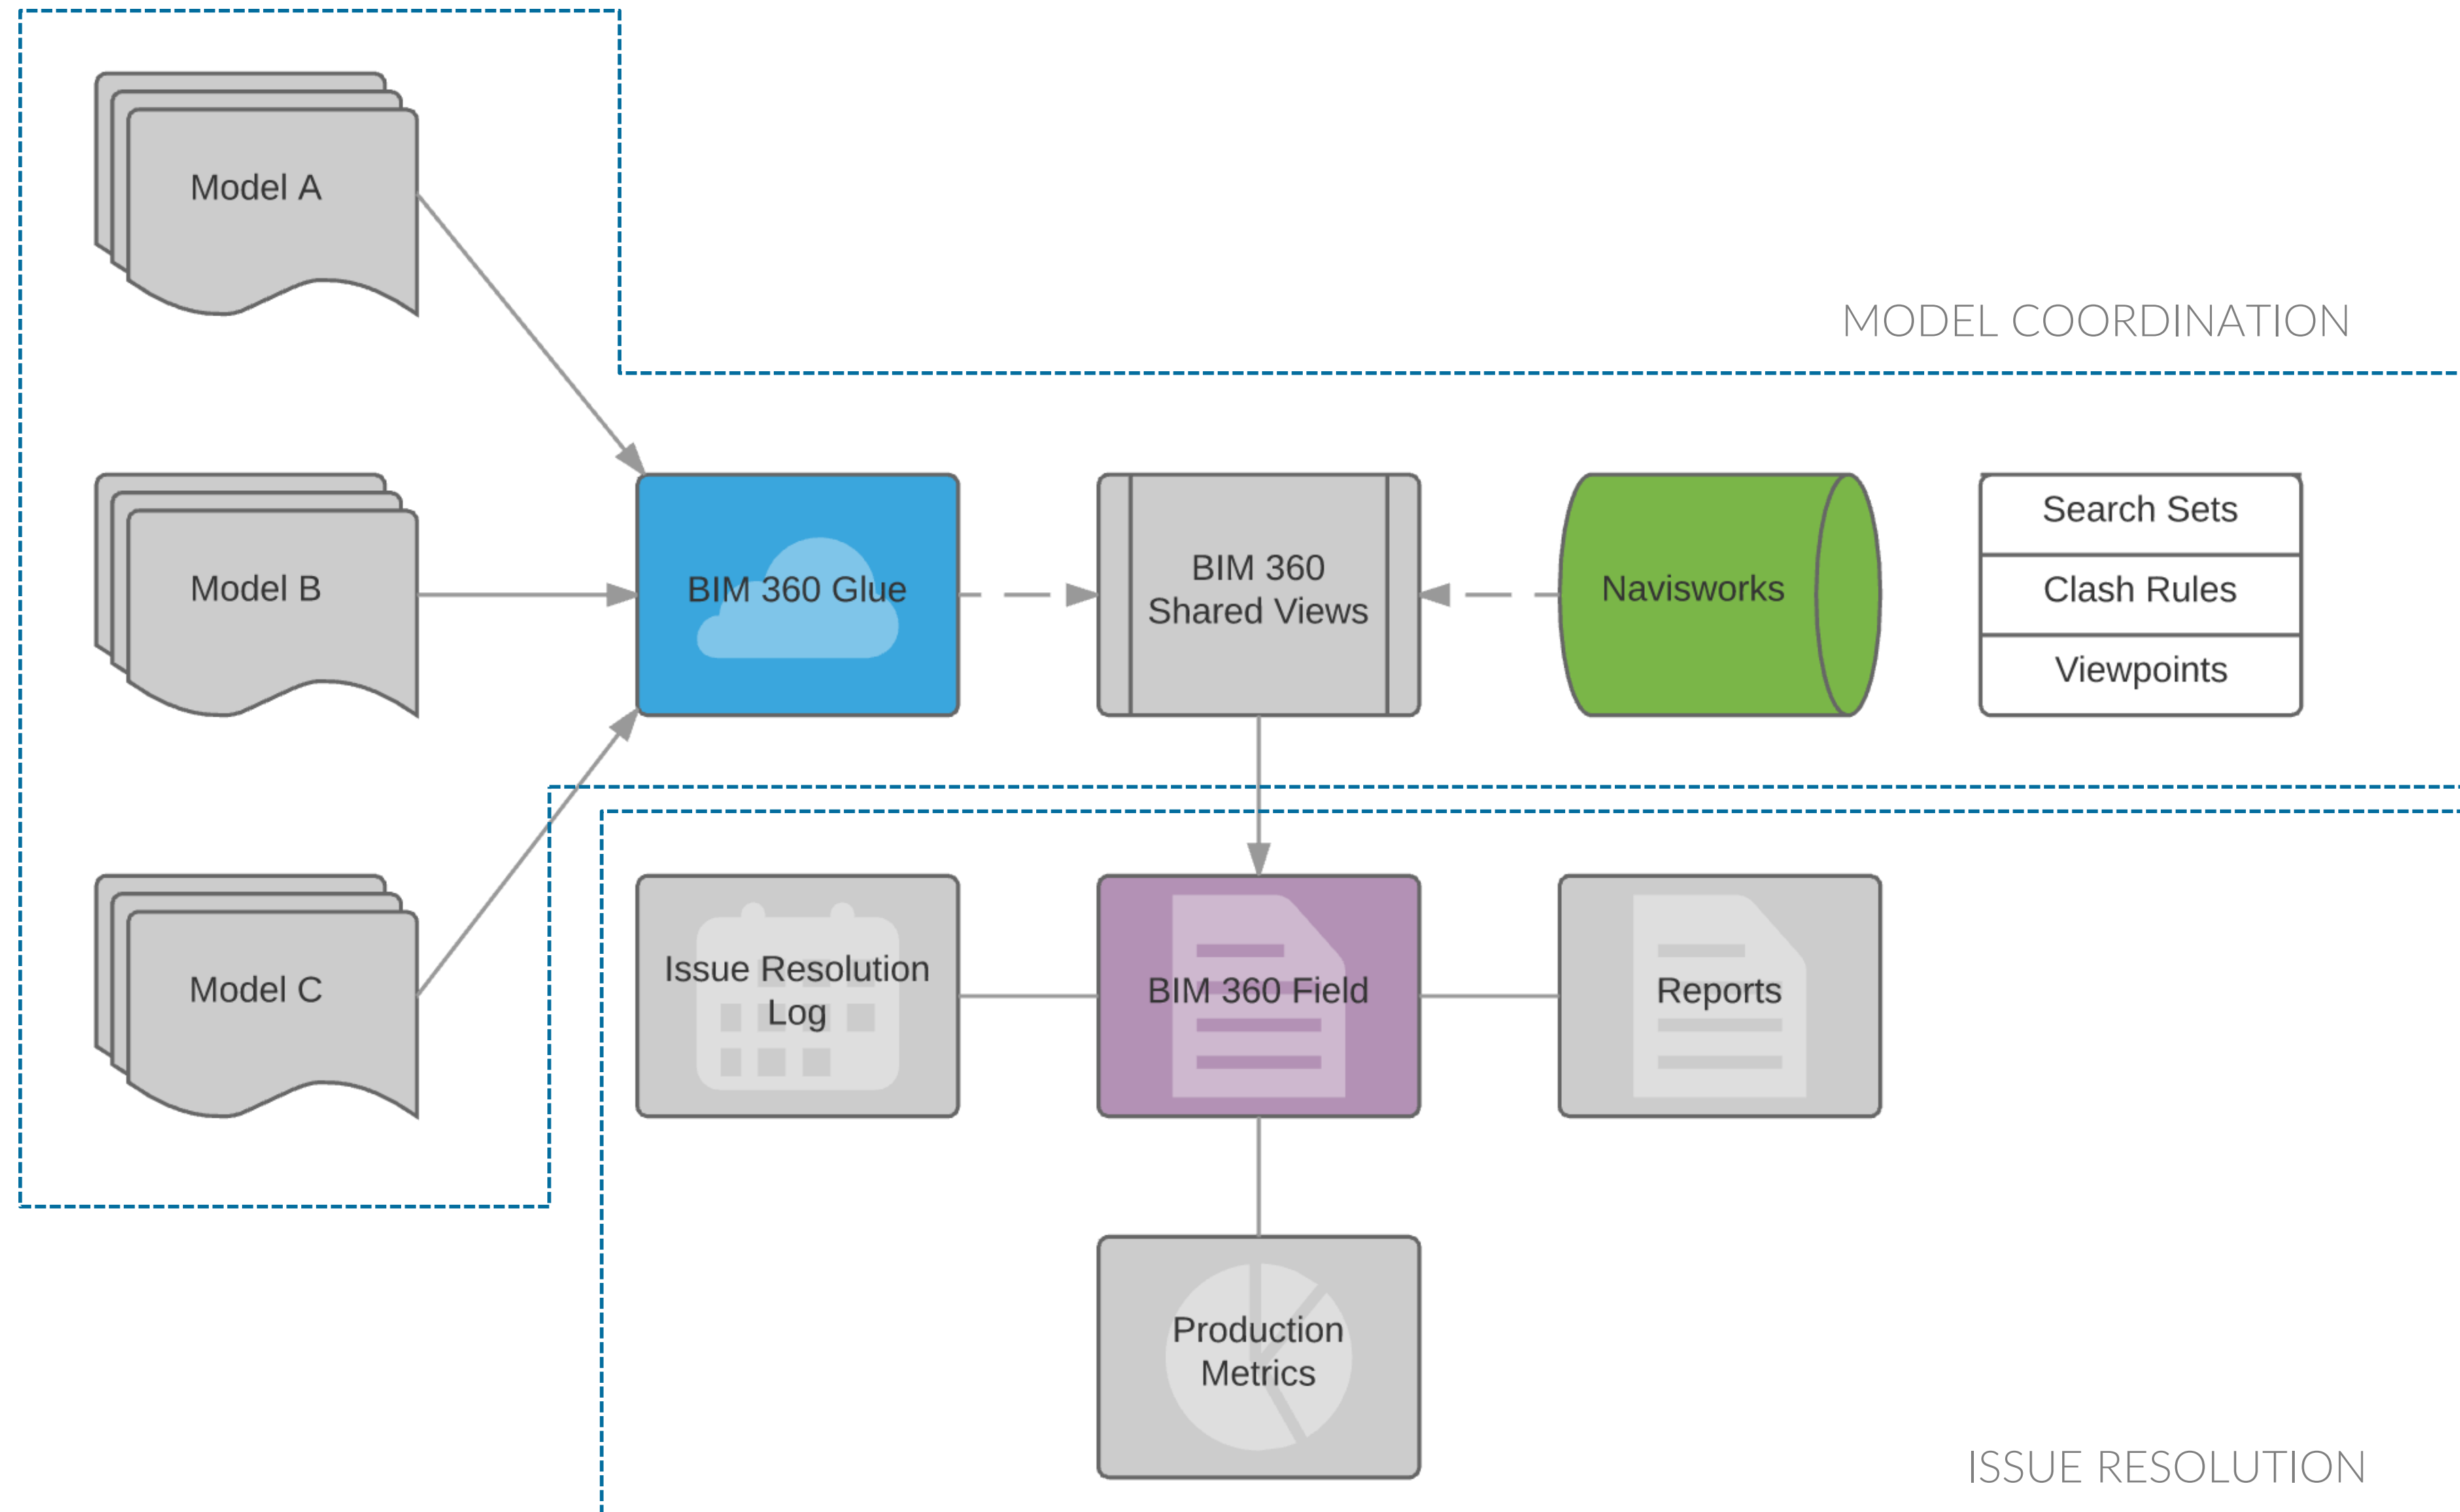 Model A
MODEL COORDINATION
Model B
BIM 360 Glue
BIM 360
Shared Views
Navisworks
Search Sets
Clash Rules
Viewpoints
Model C
Issue Resolution
Log
BIM 360 Field
Reports
Production
Metrics
ISSUE RESOLUTION